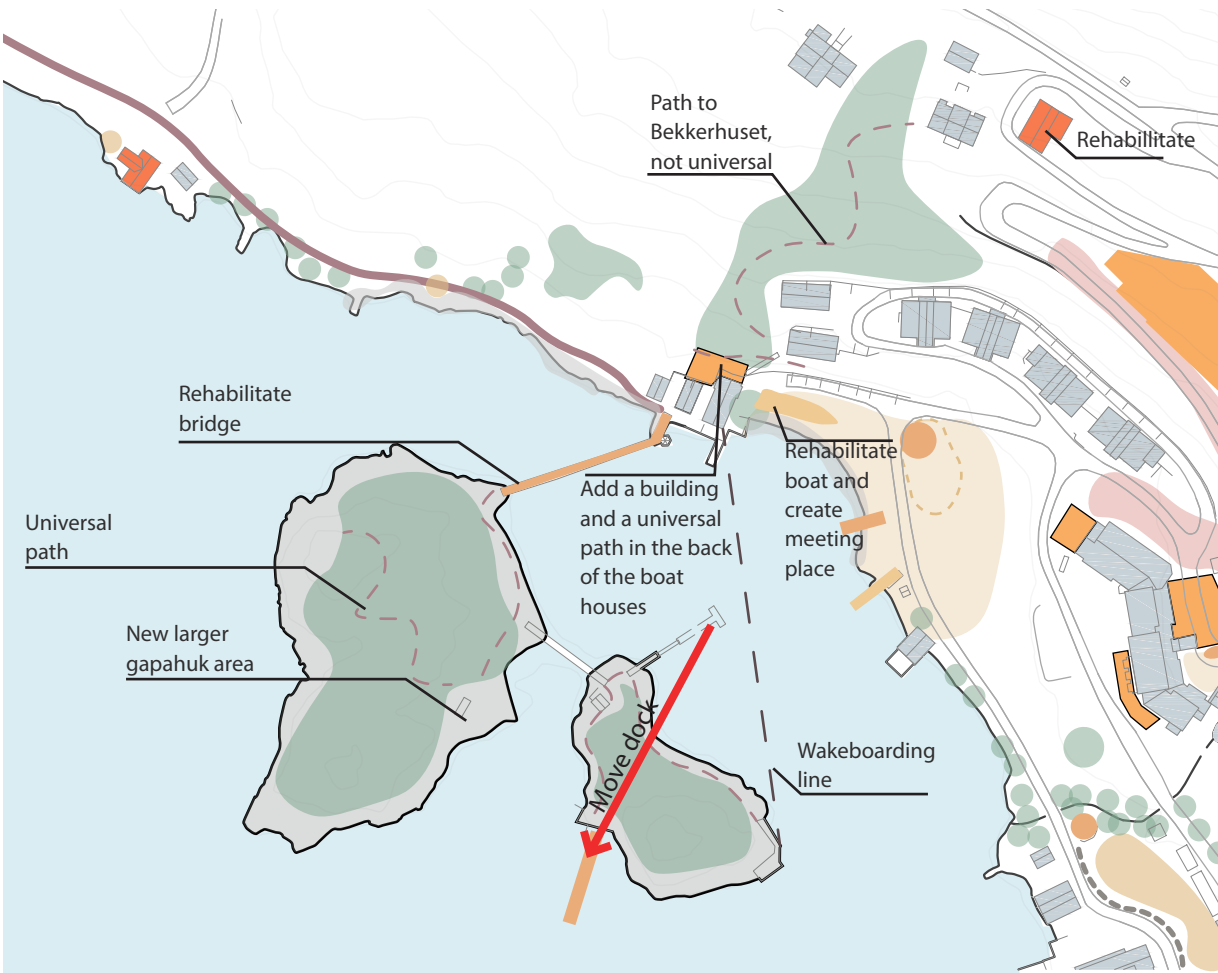 Path to
Bekkerhuset,
not universal
Rehabillitate
Rehabilitate
bridge
Universal
path
New larger
gapahuk area
Add a building
and a universal
path in the back
of the boat
houses
Rehabilitate
boat and
create
meeting
place
Move dock
Wakeboarding
line